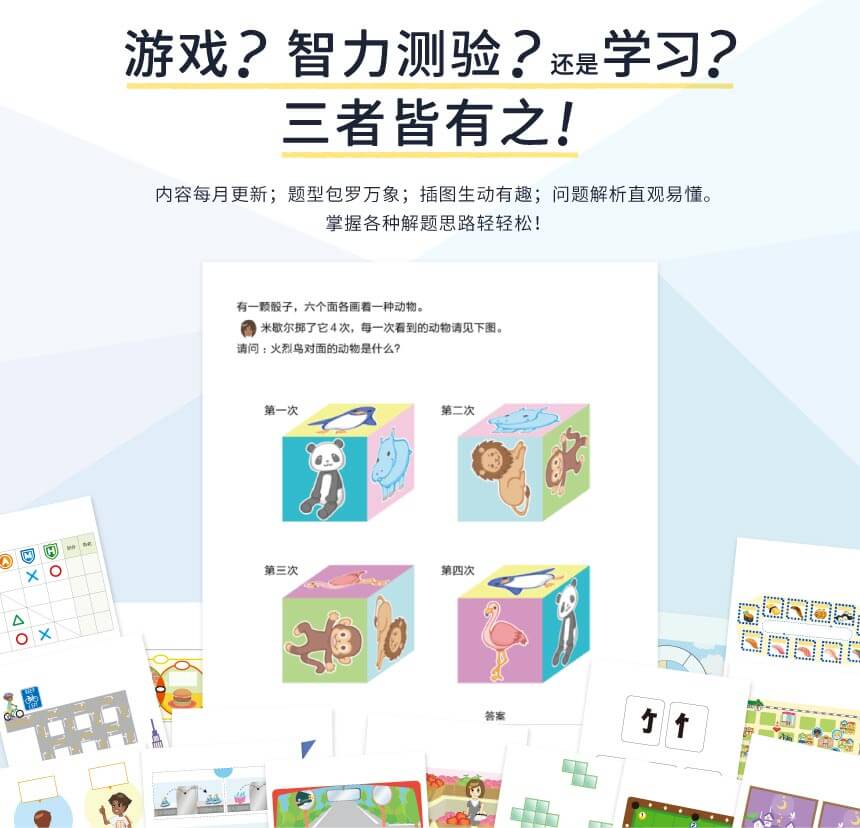 游戏？智力测验？还是学习？
三者皆有之！
内容每月更新；题型包罗万象；插图生动有趣；问题解析直观易懂。
掌握各种解题思路轻轻松！
有一颗骰子，六个面各画着一种动物。
米歇尔掷了它4次，每一次看到的动物请见下图。
请问：火烈鸟对面的动物是什么？
第一次
第二次
第三次
第四次
答案